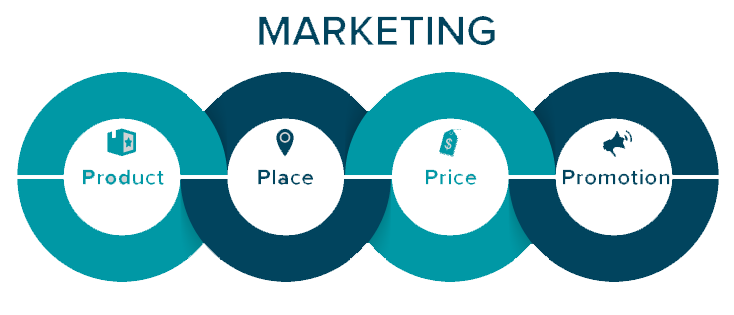 MARKETING
Product
Place
$
Price
Promotion